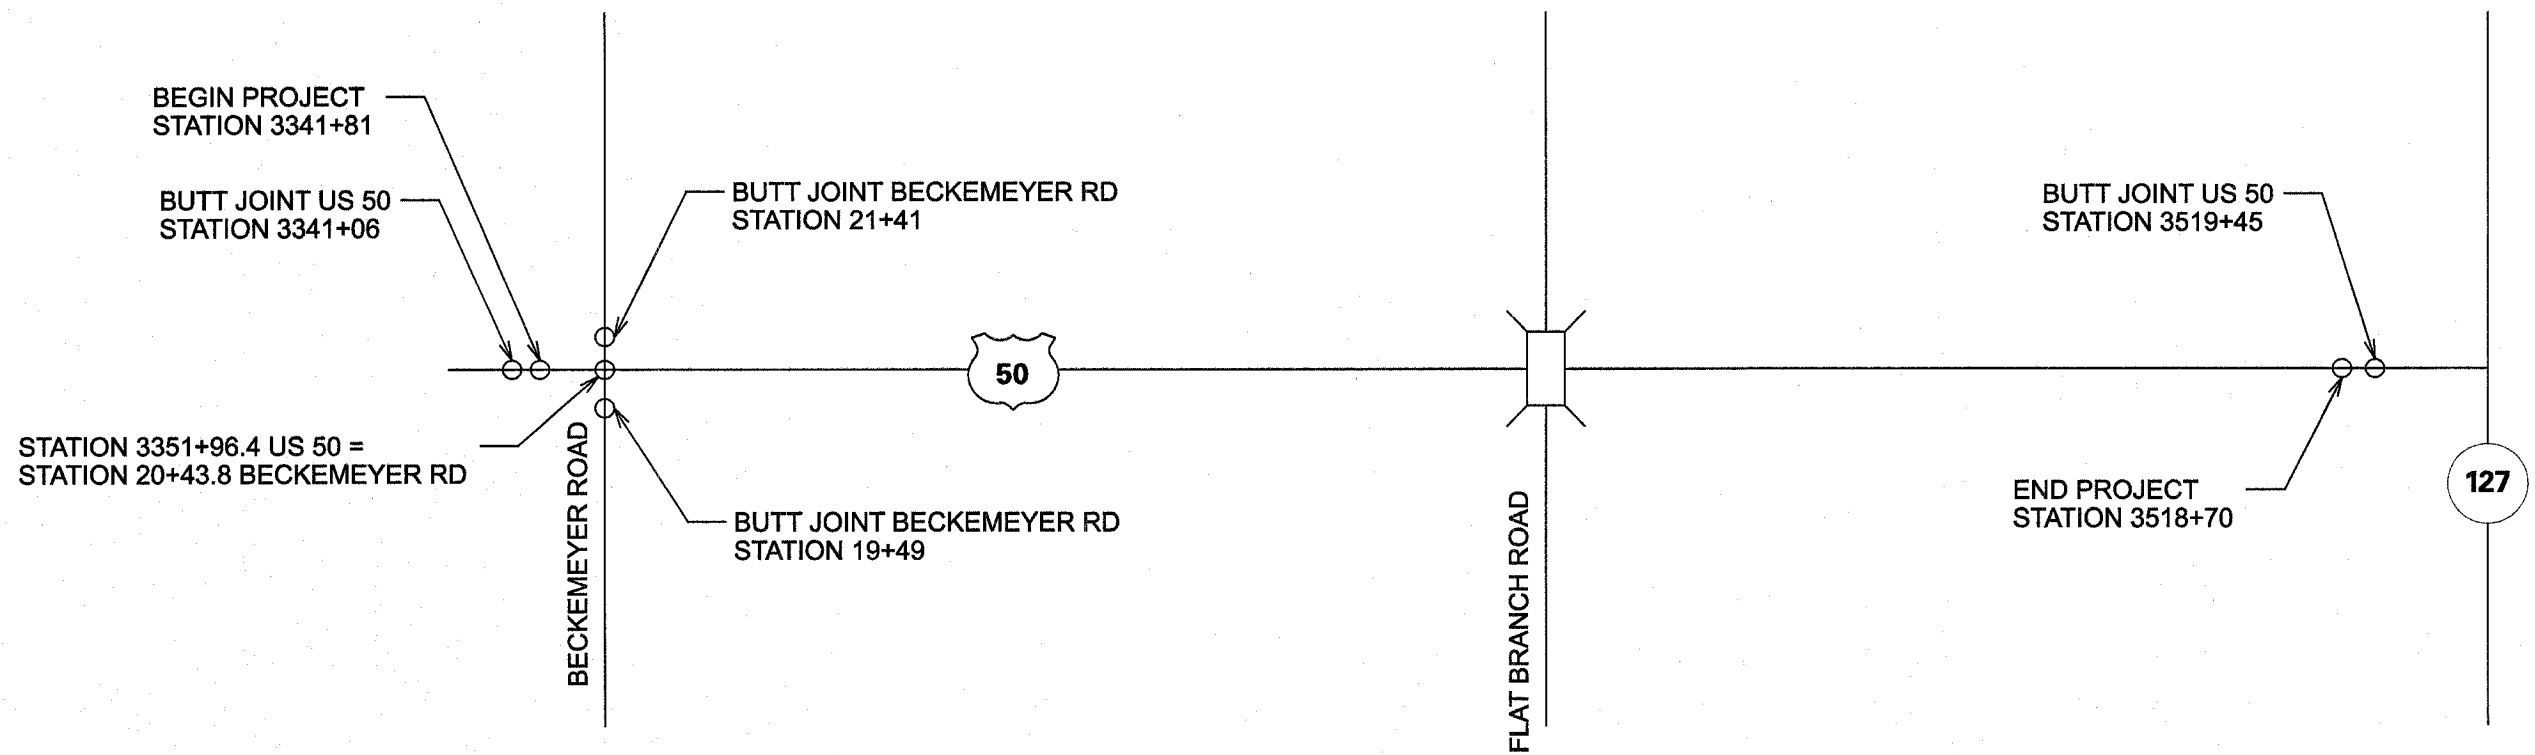 BEGIN PROJECT
STATION 3341+81
BUTT JOINT US 50
STATION 3341+06
BUTT JOINT BECKEMEYER RD
STATION 21+41
BUTT JOINT US 50
STATION 3519+45
50
STATION 3351+96.4 US 50 =
STATION 20+43.8 BECKEMEYER RD
BECKEMEYER ROAD
BUTT JOINT BECKEMEYER RD
STATION 19+49
FLAT BRANCH ROAD
END PROJECT
STATION 3518+70
127